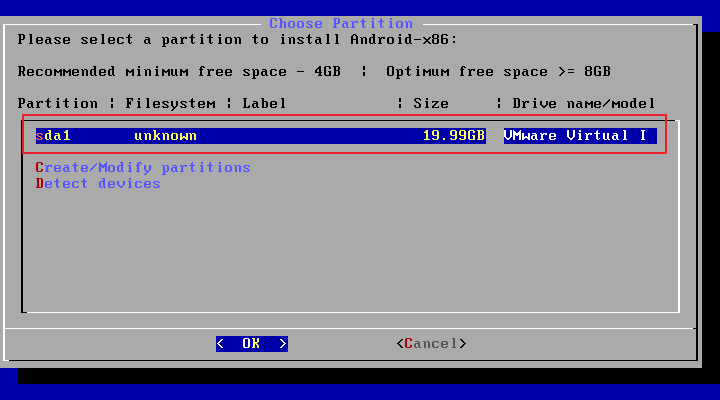 Choose Partition
Please select a partition to install Android-x86:
Recommended minimum free space - 4GB ¦ Optimum free space >= 8GB
Partition ¦ Filesystem ¦ Label ¦ Size ¦ Drive name/model
sda1 unknown 19.99GB VMware Virtual I
Create/Modify partitions
Detect devices
< OK > <Cancel>